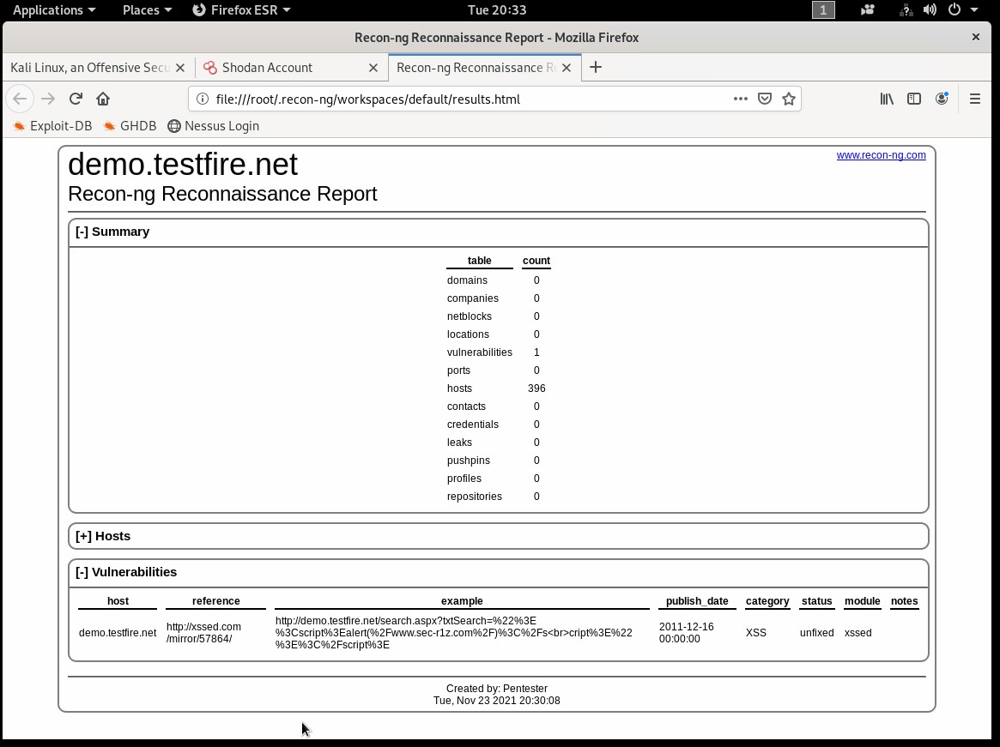 Applications Places Firefox ESR Tue 20:33 1
Recon-ng Reconnaissance Report - Mozilla Firefox
Kali Linux, an Offensive Secu Shodan Account Recon-ng Reconnaissance R
file:///root/.recon-ng/workspaces/default/results.html
Exploit-DB GHDB Nessus Login
demo.testfire.net www.recon-ng.com
Recon-ng Reconnaissance Report
[-] Summary
table count
domains 0
companies 0
netblocks 0
locations 0
vulnerabilities 1
ports 0
hosts 396
contacts 0
credentials 0
leaks 0
pushpins 0
profiles 0
repositories 0
[+] Hosts
[-] Vulnerabilities
host reference example publish_date category status module notes
demo.testfire.net
http://xssed.com
/mirror/57864/
http://demo.testfire.net/search.aspx?txtSearch=%22%3E
%3Cscript%3Ealert(%2Fwww.sec-r1z.com%2F)%3C%2Fs<br>cript%3E%22
%3E%3C%2Fscript%3E
2011-12-16
00:00:00
XSS unfixed xssed
Created by: Pentester
Tue, Nov 23 2021 20:30:08